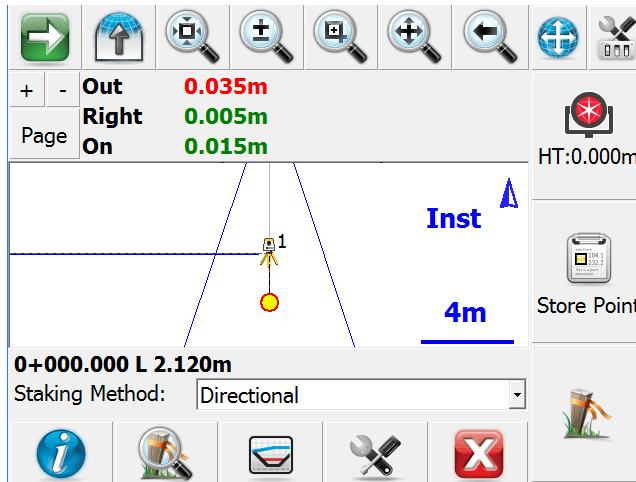 + -
Out 0.035m
Right 0.005m
Page
On 0.015m
HT:0.000m
Inst
1
4m
Store Point
0+000.000 L 2.120m
Staking Method: Directional